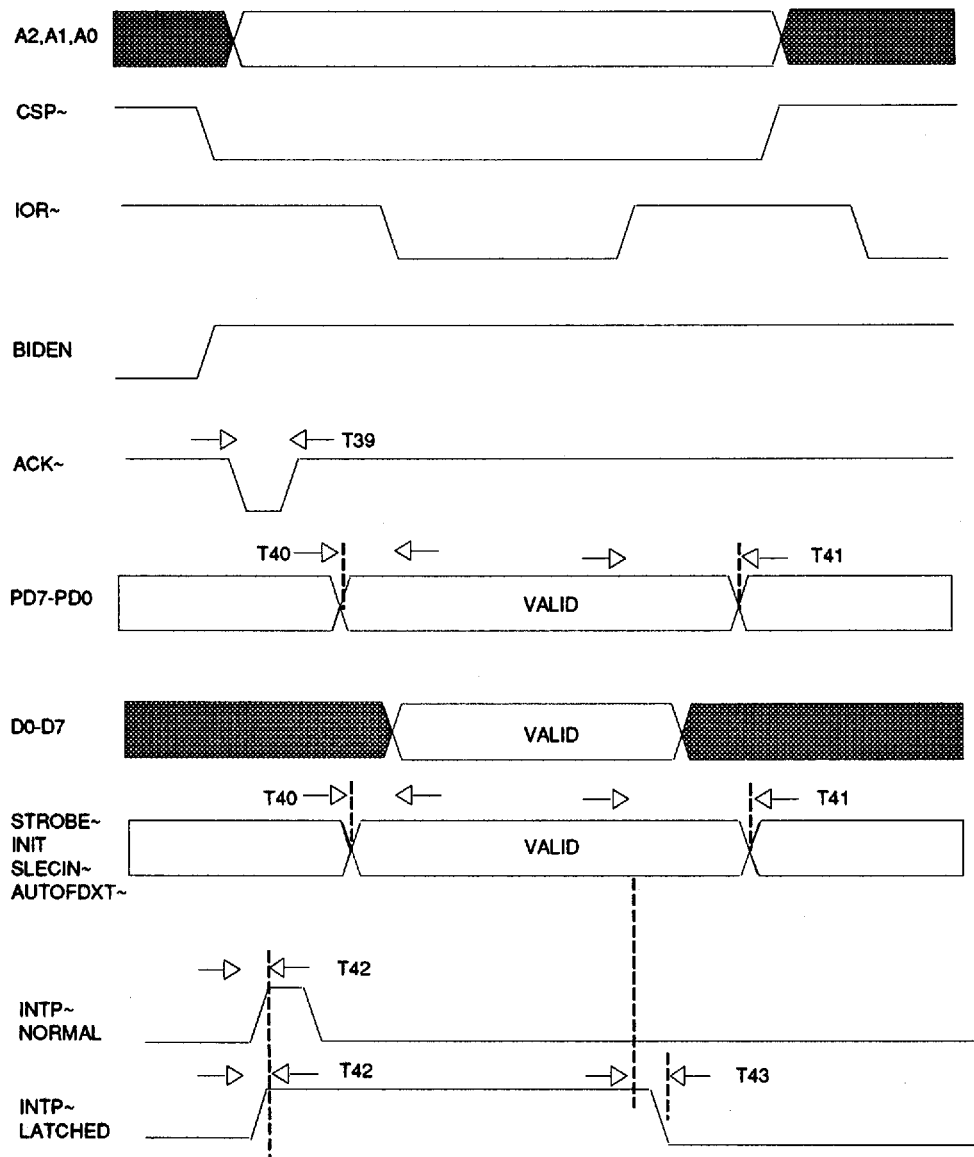 A2,A1,A0
CSP~
IOR~
BIDEN
T39
ACK~
T40 T41
PD7-PD0 VALID
D0-D7 VALID
T40 T41
STROBE~
INIT VALID
SLECIN~
AUTOFDXT~
T42
INTP~
NORMAL
T42 T43
INTP~
LATCHED